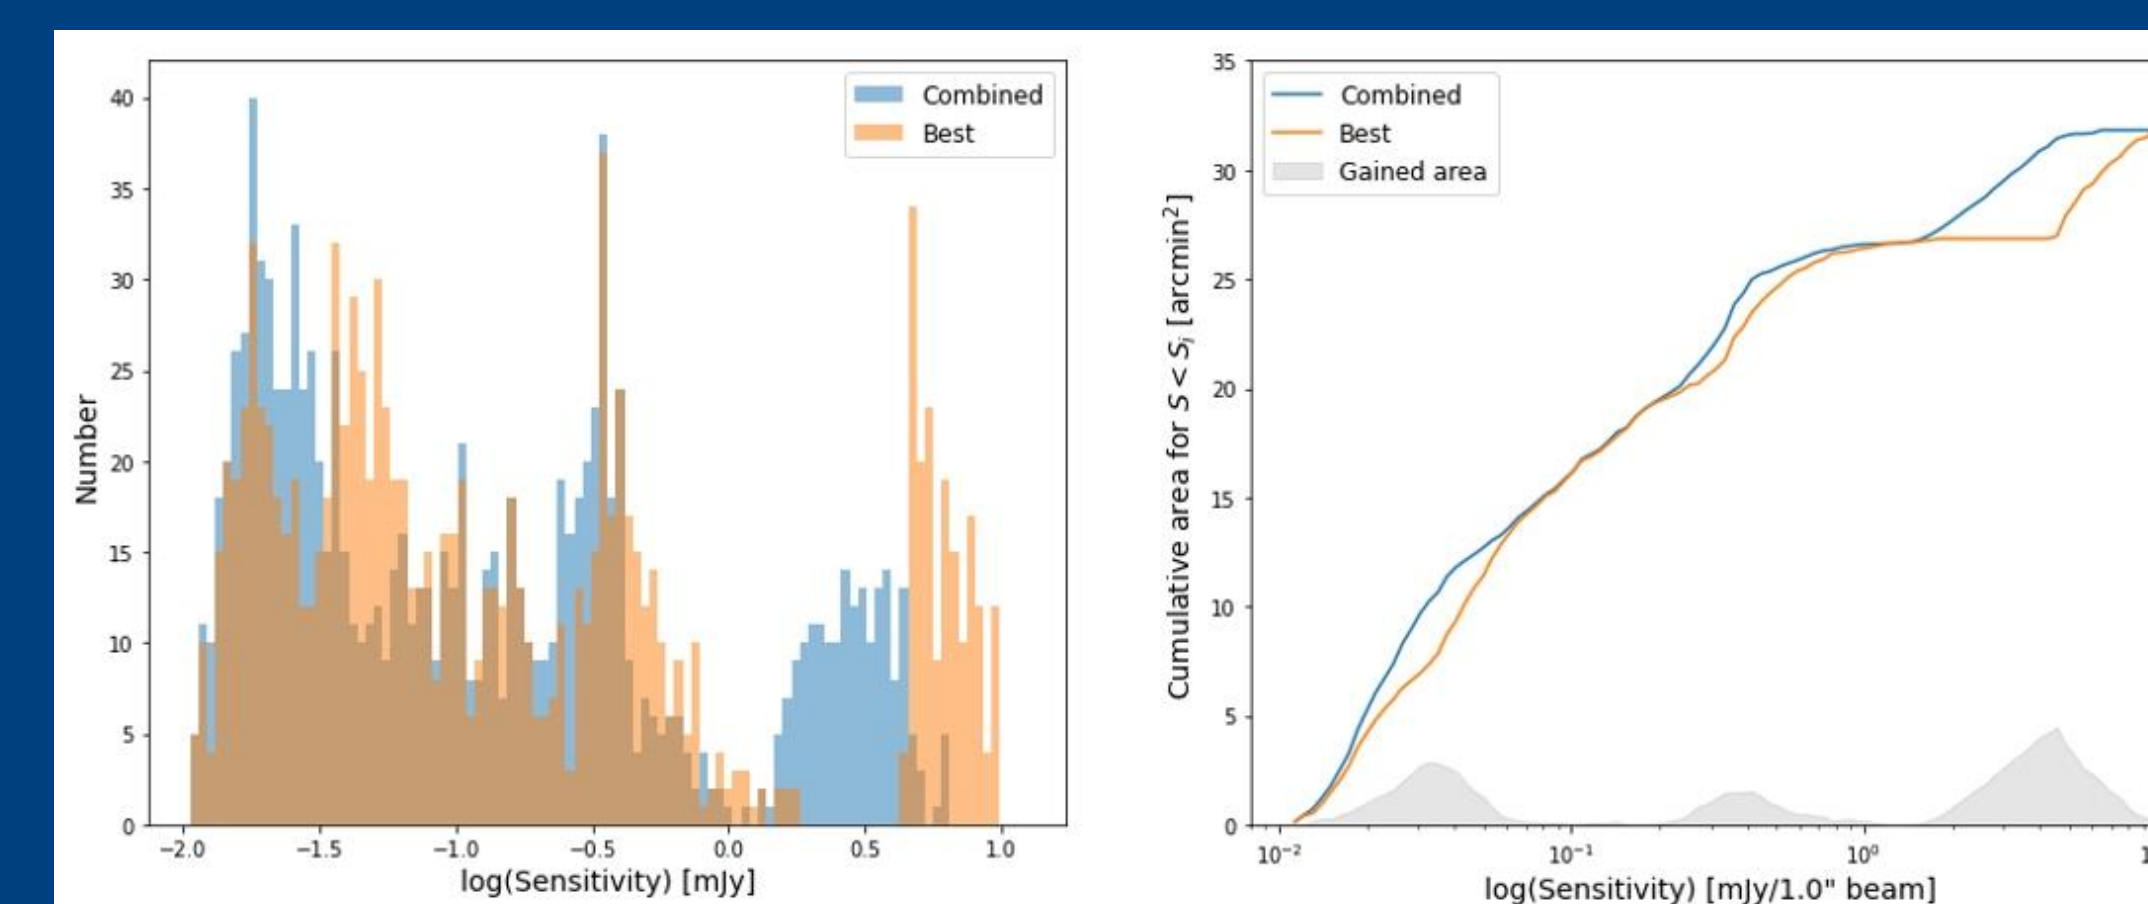 40
35
30
25
20
15
10
5
0
Number
Combined
Best
−2.0 −1.5 −1.0 −0.5 0.0 0.5 1.0
log(Sensitivity) [mJy]
35
30
25
20
15
10
5
0
Cumulative area for S < Sᵢ [arcmin²]
Combined
Best
Gained area
10⁻² 10⁻¹ 10⁰
log(Sensitivity) [mJy/1.0" beam]